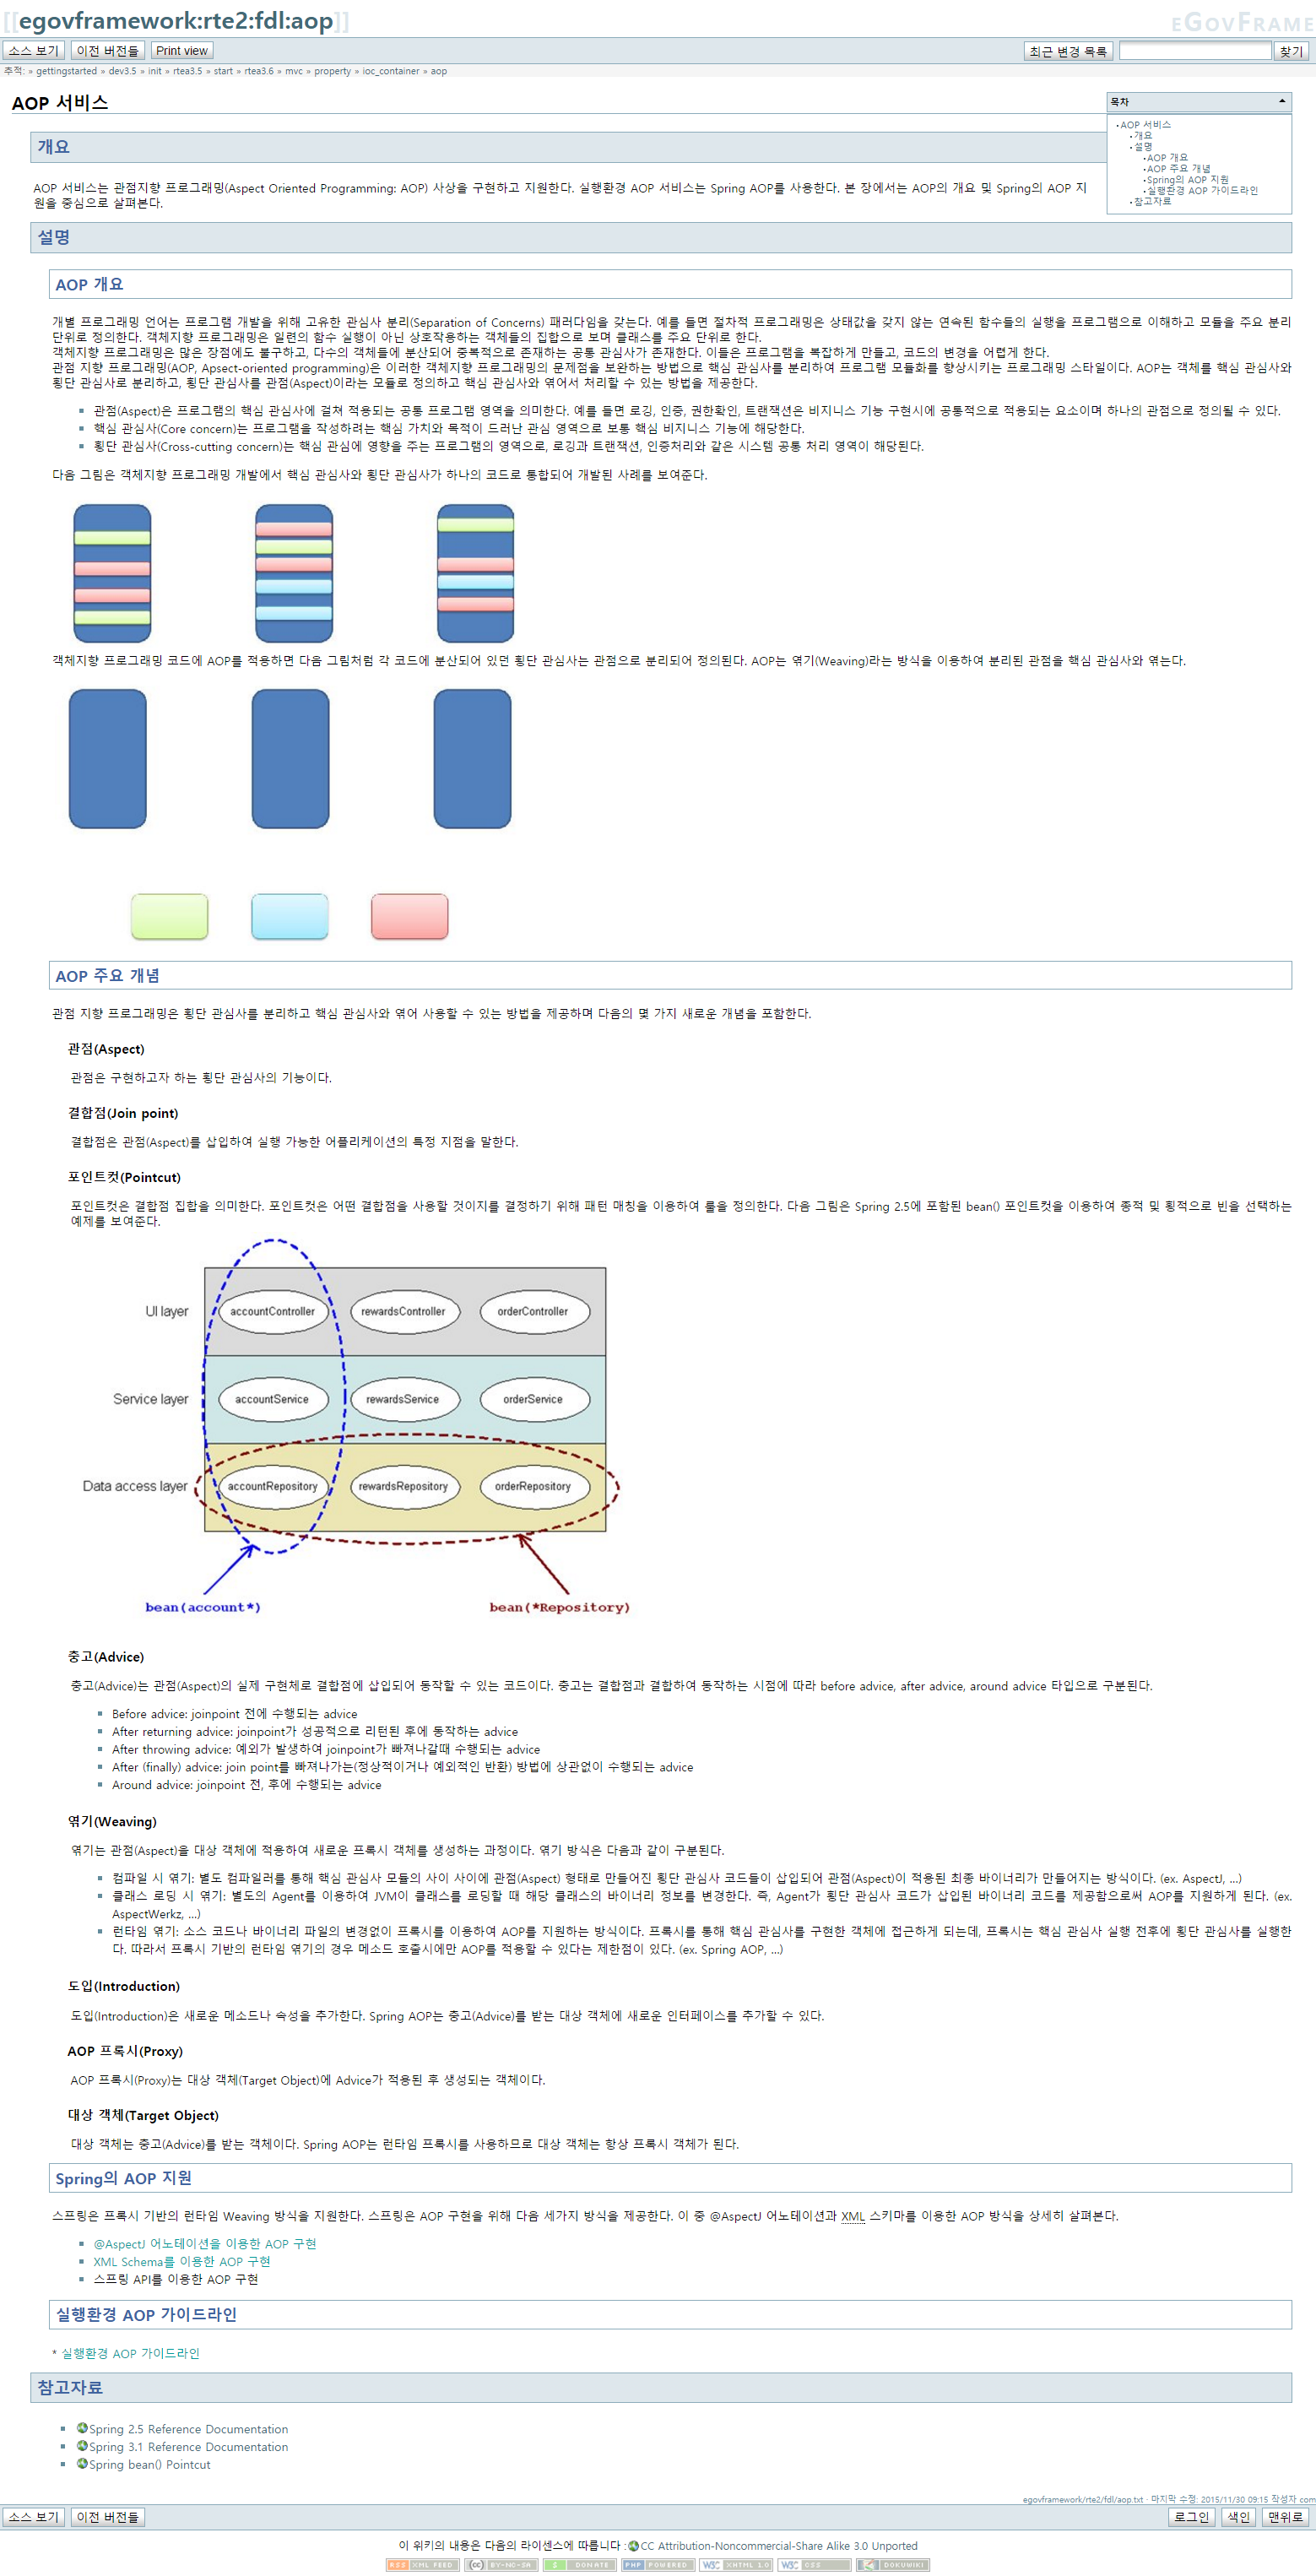 [[egovframework:rte2:fdl:aop]]
eGovFrame
소스 보기 이전 버전들 Print view 최근 변경 목록 찾기
추적: » gettingstarted » dev3.5 » init » rtea3.5 » start » rtea3.6 » mvc » property » ioc_container » aop
AOP 서비스
목차
AOP 서비스
개요
설명
AOP 개요
AOP 주요 개념
Spring의 AOP 지원
실행환경 AOP 가이드라인
참고자료
개요
AOP 서비스는 관점지향 프로그래밍(Aspect Oriented Programming: AOP) 사상을 구현하고 지원한다. 실행환경 AOP 서비스는 Spring AOP를 사용한다. 본 장에서는 AOP의 개요 및 Spring의 AOP 지
원을 중심으로 살펴본다.
설명
AOP 개요
개별 프로그래밍 언어는 프로그램 개발을 위해 고유한 관심사 분리(Separation of Concerns) 패러다임을 갖는다. 예를 들면 절차적 프로그래밍은 상태값을 갖지 않는 연속된 함수들의 실행을 프로그램으로 이해하고 모듈을 주요 분리
단위로 정의한다. 객체지향 프로그래밍은 일련의 함수 실행이 아닌 상호작용하는 객체들의 집합으로 보며 클래스를 주요 단위로 한다.
객체지향 프로그래밍은 많은 장점에도 불구하고, 다수의 객체들에 분산되어 중복적으로 존재하는 공통 관심사가 존재한다. 이들은 프로그램을 복잡하게 만들고, 코드의 변경을 어렵게 한다.
관점 지향 프로그래밍(AOP, Apsect-oriented programming)은 이러한 객체지향 프로그래밍의 문제점을 보완하는 방법으로 핵심 관심사를 분리하여 프로그램 모듈화를 향상시키는 프로그래밍 스타일이다. AOP는 객체를 핵심 관심사와
횡단 관심사로 분리하고, 횡단 관심사를 관점(Aspect)이라는 모듈로 정의하고 핵심 관심사와 엮어서 처리할 수 있는 방법을 제공한다.
관점(Aspect)은 프로그램의 핵심 관심사에 걸쳐 적용되는 공통 프로그램 영역을 의미한다. 예를 들면 로깅, 인증, 권한확인, 트랜잭션은 비지니스 기능 구현시에 공통적으로 적용되는 요소이며 하나의 관점으로 정의될 수 있다.
핵심 관심사(Core concern)는 프로그램을 작성하려는 핵심 가치와 목적이 드러난 관심 영역으로 보통 핵심 비지니스 기능에 해당한다.
횡단 관심사(Cross-cutting concern)는 핵심 관심에 영향을 주는 프로그램의 영역으로, 로깅과 트랜잭션, 인증처리와 같은 시스템 공통 처리 영역이 해당된다.
다음 그림은 객체지향 프로그래밍 개발에서 핵심 관심사와 횡단 관심사가 하나의 코드로 통합되어 개발된 사례를 보여준다.
객체지향 프로그래밍 코드에 AOP를 적용하면 다음 그림처럼 각 코드에 분산되어 있던 횡단 관심사는 관점으로 분리되어 정의된다. AOP는 엮기(Weaving)라는 방식을 이용하여 분리된 관점을 핵심 관심사와 엮는다.
AOP 주요 개념
관점 지향 프로그래밍은 횡단 관심사를 분리하고 핵심 관심사와 엮어 사용할 수 있는 방법을 제공하며 다음의 몇 가지 새로운 개념을 포함한다.
관점(Aspect)
관점은 구현하고자 하는 횡단 관심사의 기능이다.
결합점(Join point)
결합점은 관점(Aspect)를 삽입하여 실행 가능한 어플리케이션의 특정 지점을 말한다.
포인트컷(Pointcut)
포인트컷은 결합점 집합을 의미한다. 포인트컷은 어떤 결합점을 사용할 것이지를 결정하기 위해 패턴 매칭을 이용하여 룰을 정의한다. 다음 그림은 Spring 2.5에 포함된 bean() 포인트컷을 이용하여 종적 및 횡적으로 빈을 선택하는
예제를 보여준다.
UI layer accountController rewardsController orderController
Service layer accountService rewardsService orderService
Data access layer accountRepository rewardsRepository orderRepository
bean(account*) bean(*Repository)
충고(Advice)
충고(Advice)는 관점(Aspect)의 실제 구현체로 결합점에 삽입되어 동작할 수 있는 코드이다. 충고는 결합점과 결합하여 동작하는 시점에 따라 before advice, after advice, around advice 타입으로 구분된다.
Before advice: joinpoint 전에 수행되는 advice
After returning advice: joinpoint가 성공적으로 리턴된 후에 동작하는 advice
After throwing advice: 예외가 발생하여 joinpoint가 빠져나갈때 수행되는 advice
After (finally) advice: join point를 빠져나가는(정상적이거나 예외적인 반환) 방법에 상관없이 수행되는 advice
Around advice: joinpoint 전, 후에 수행되는 advice
엮기(Weaving)
엮기는 관점(Aspect)을 대상 객체에 적용하여 새로운 프록시 객체를 생성하는 과정이다. 엮기 방식은 다음과 같이 구분된다.
컴파일 시 엮기: 별도 컴파일러를 통해 핵심 관심사 모듈의 사이 사이에 관점(Aspect) 형태로 만들어진 횡단 관심사 코드들이 삽입되어 관점(Aspect)이 적용된 최종 바이너리가 만들어지는 방식이다. (ex. AspectJ, ...)
클래스 로딩 시 엮기: 별도의 Agent를 이용하여 JVM이 클래스를 로딩할 때 해당 클래스의 바이너리 정보를 변경한다. 즉, Agent가 횡단 관심사 코드가 삽입된 바이너리 코드를 제공함으로써 AOP를 지원하게 된다. (ex.
AspectWerkz, ...)
런타임 엮기: 소스 코드나 바이너리 파일의 변경없이 프록시를 이용하여 AOP를 지원하는 방식이다. 프록시를 통해 핵심 관심사를 구현한 객체에 접근하게 되는데, 프록시는 핵심 관심사 실행 전후에 횡단 관심사를 실행한
다. 따라서 프록시 기반의 런타임 엮기의 경우 메소드 호출시에만 AOP를 적용할 수 있다는 제한점이 있다. (ex. Spring AOP, ...)
도입(Introduction)
도입(Introduction)은 새로운 메소드나 속성을 추가한다. Spring AOP는 충고(Advice)를 받는 대상 객체에 새로운 인터페이스를 추가할 수 있다.
AOP 프록시(Proxy)
AOP 프록시(Proxy)는 대상 객체(Target Object)에 Advice가 적용된 후 생성되는 객체이다.
대상 객체(Target Object)
대상 객체는 충고(Advice)를 받는 객체이다. Spring AOP는 런타임 프록시를 사용하므로 대상 객체는 항상 프록시 객체가 된다.
Spring의 AOP 지원
스프링은 프록시 기반의 런타임 Weaving 방식을 지원한다. 스프링은 AOP 구현을 위해 다음 세가지 방식을 제공한다. 이 중 @AspectJ 어노테이션과 XML 스키마를 이용한 AOP 방식을 상세히 살펴본다.
@AspectJ 어노테이션을 이용한 AOP 구현
XML Schema를 이용한 AOP 구현
스프링 API를 이용한 AOP 구현
실행환경 AOP 가이드라인
* 실행환경 AOP 가이드라인
참고자료
Spring 2.5 Reference Documentation
Spring 3.1 Reference Documentation
Spring bean() Pointcut
egovframework/rte2/fdl/aop.txt · 마지막 수정: 2015/11/30 09:15 작성자 com
소스 보기 이전 버전들 로그인 색인 맨위로
이 위키의 내용은 다음의 라이센스에 따릅니다 : CC Attribution-Noncommercial-Share Alike 3.0 Unported
RSS XML FEED CC BY-NC-SA $ DONATE PHP POWERED W3C XHTML 1.0 W3C CSS DOKUWIKI